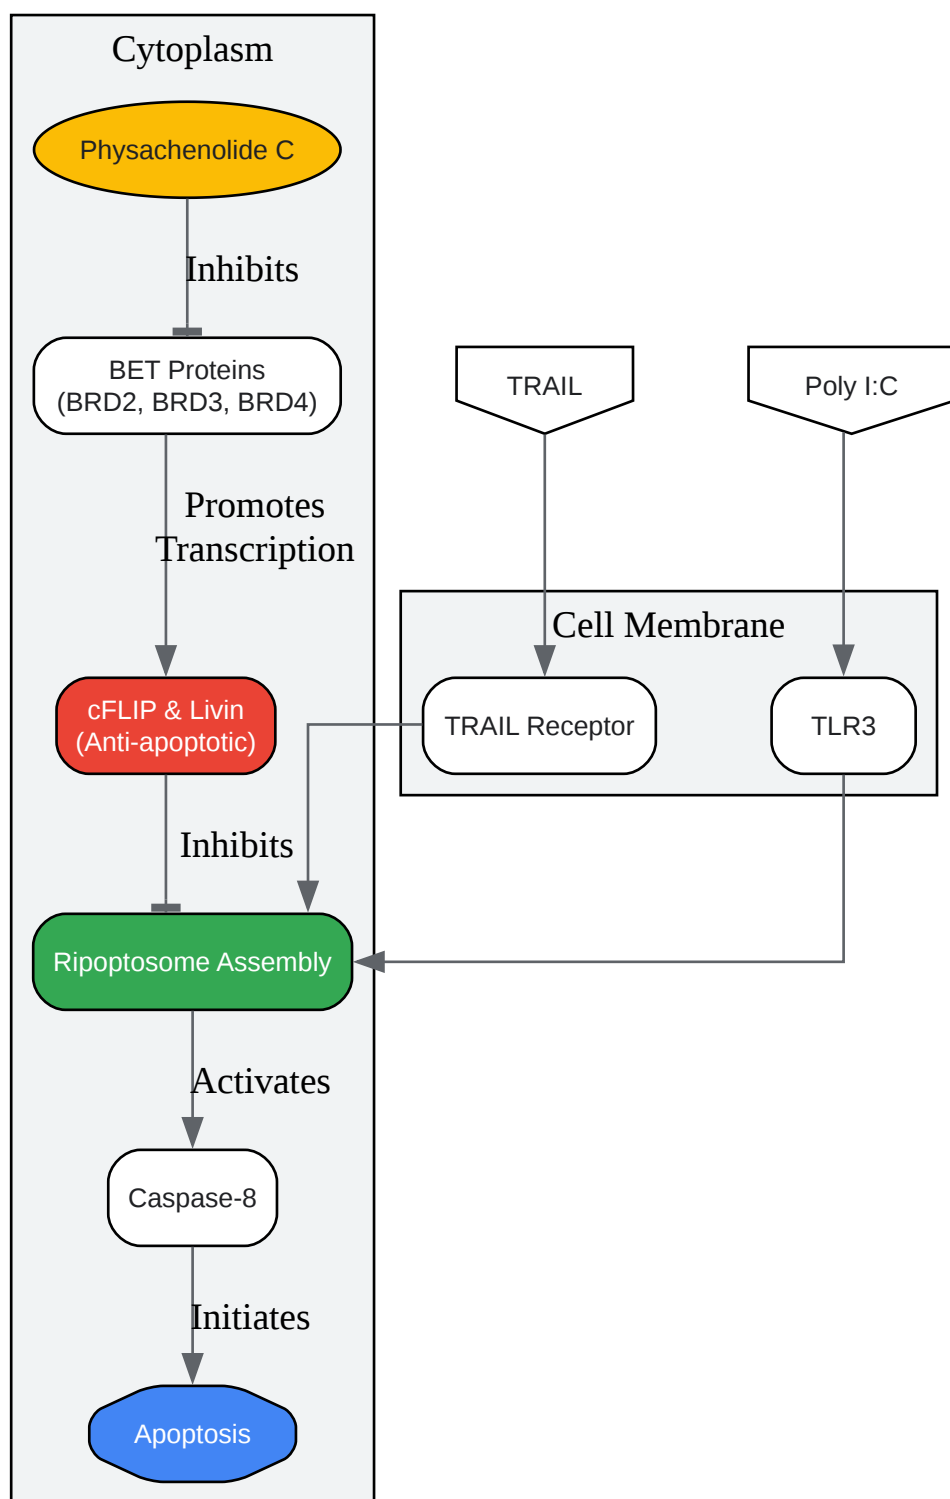 Cytoplasm
Physachenolide C
Inhibits
BET Proteins
(BRD2, BRD3, BRD4)
TRAIL
Poly I:C
Promotes
Transcription
Cell Membrane
cFLIP & Livin
(Anti-apoptotic)
TRAIL Receptor
TLR3
Inhibits
Ripoptosome Assembly
Activates
Caspase-8
Initiates
Apoptosis